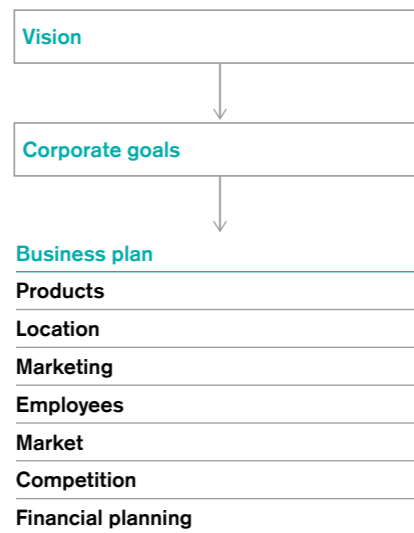 Vision
Corporate goals
Business plan
Products
Location
Marketing
Employees
Market
Competition
Financial planning